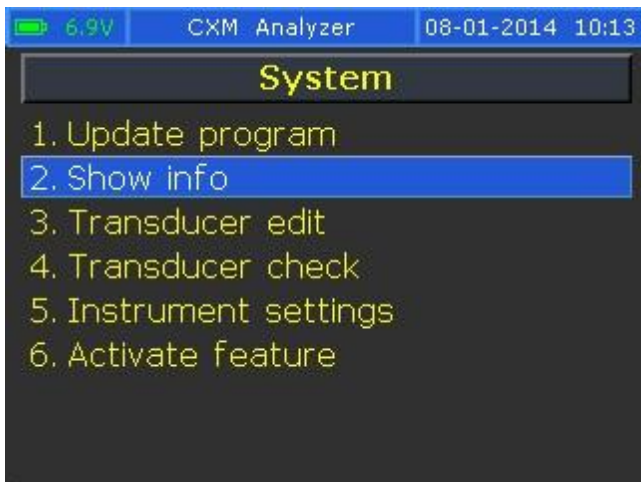 6.9V CXM Analyzer 08-01-2014 10:13
System
1. Update program
2. Show info
3. Transducer edit
4. Transducer check
5. Instrument settings
6. Activate feature